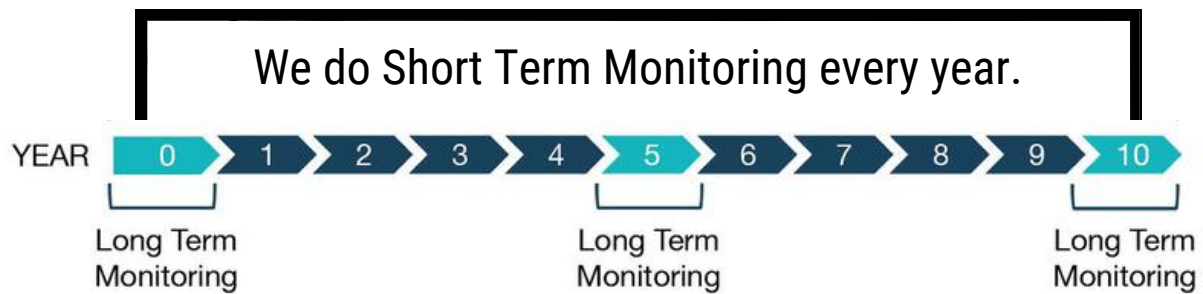 We do Short Term Monitoring every year.
YEAR 0 1 2 3 4 5 6 7 8 9 10
Long Term
Monitoring
Long Term
Monitoring
Long Term
Monitoring